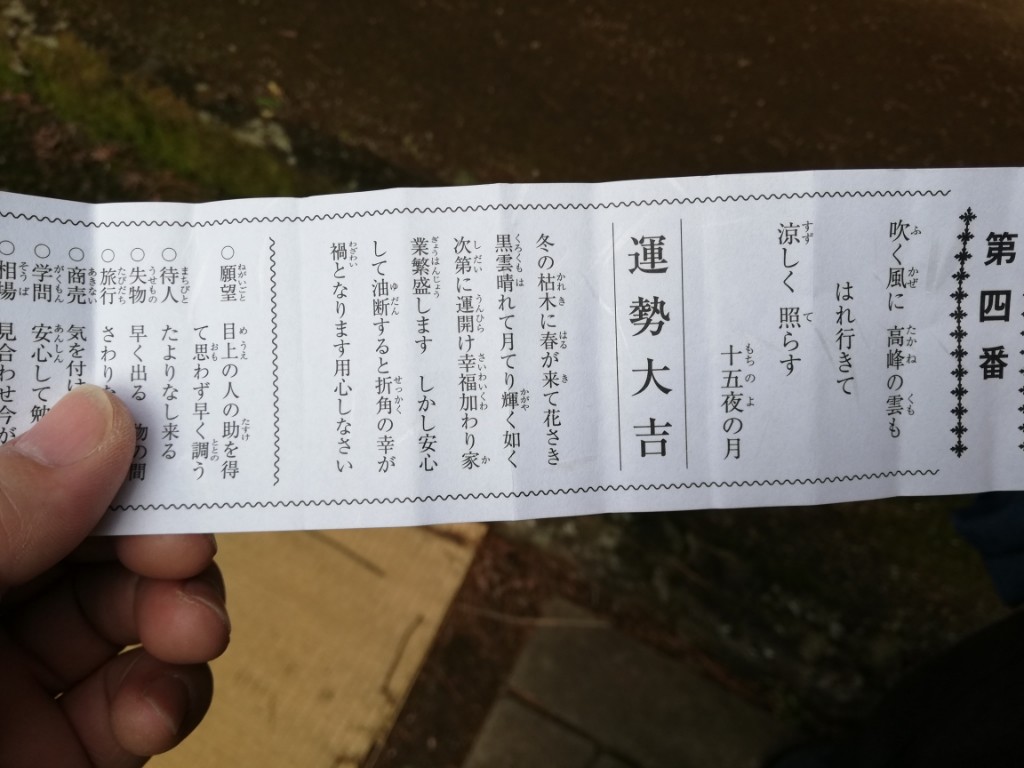 第四番
吹く風に 高峰の雲も
はれ行きて
涼しく 照らす
十五夜の月
運勢大吉
冬の枯木に春が来て花さき
黒雲晴れて月てり輝く如く
次第に運開け幸福加わり家
業繁盛します しかし安心
して油断すると折角の幸が
禍となります用心しなさい
○願望 目上の人の助を得
て思わず早く調う
○待人 たよりなし来る
○失物 早く出る 物の間
○旅行 さわりな
○商売 気を付け
○学問 安心して勉
○相場 見合わせ今が